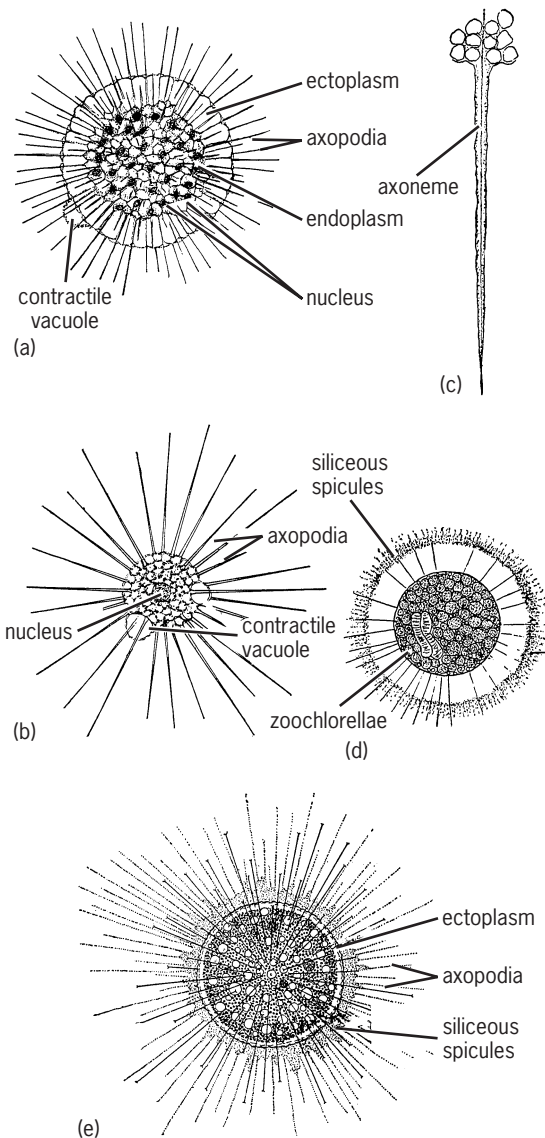 ectoplasm
axopodia
endoplasm
nucleus
contractile
vacuole
(a)
axoneme
(c)
siliceous
spicules
axopodia
nucleus
contractile
vacuole
zoochlorellae
(b)
(d)
ectoplasm
axopodia
siliceous
spicules
(e)